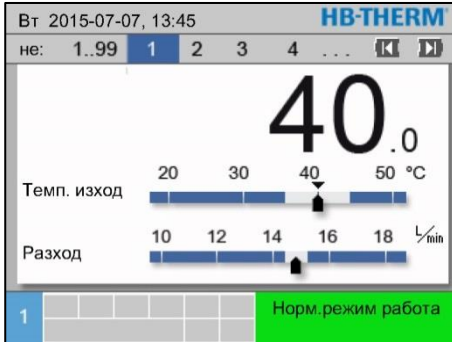 Вт 2015-07-07, 13:45 HB-THERM
не: 1..99 1 2 3 4 ...
40.0
20 30 40 50 °C
Темп. изход
10 12 14 16 18 L/min
Разход
1 Норм.режим работа